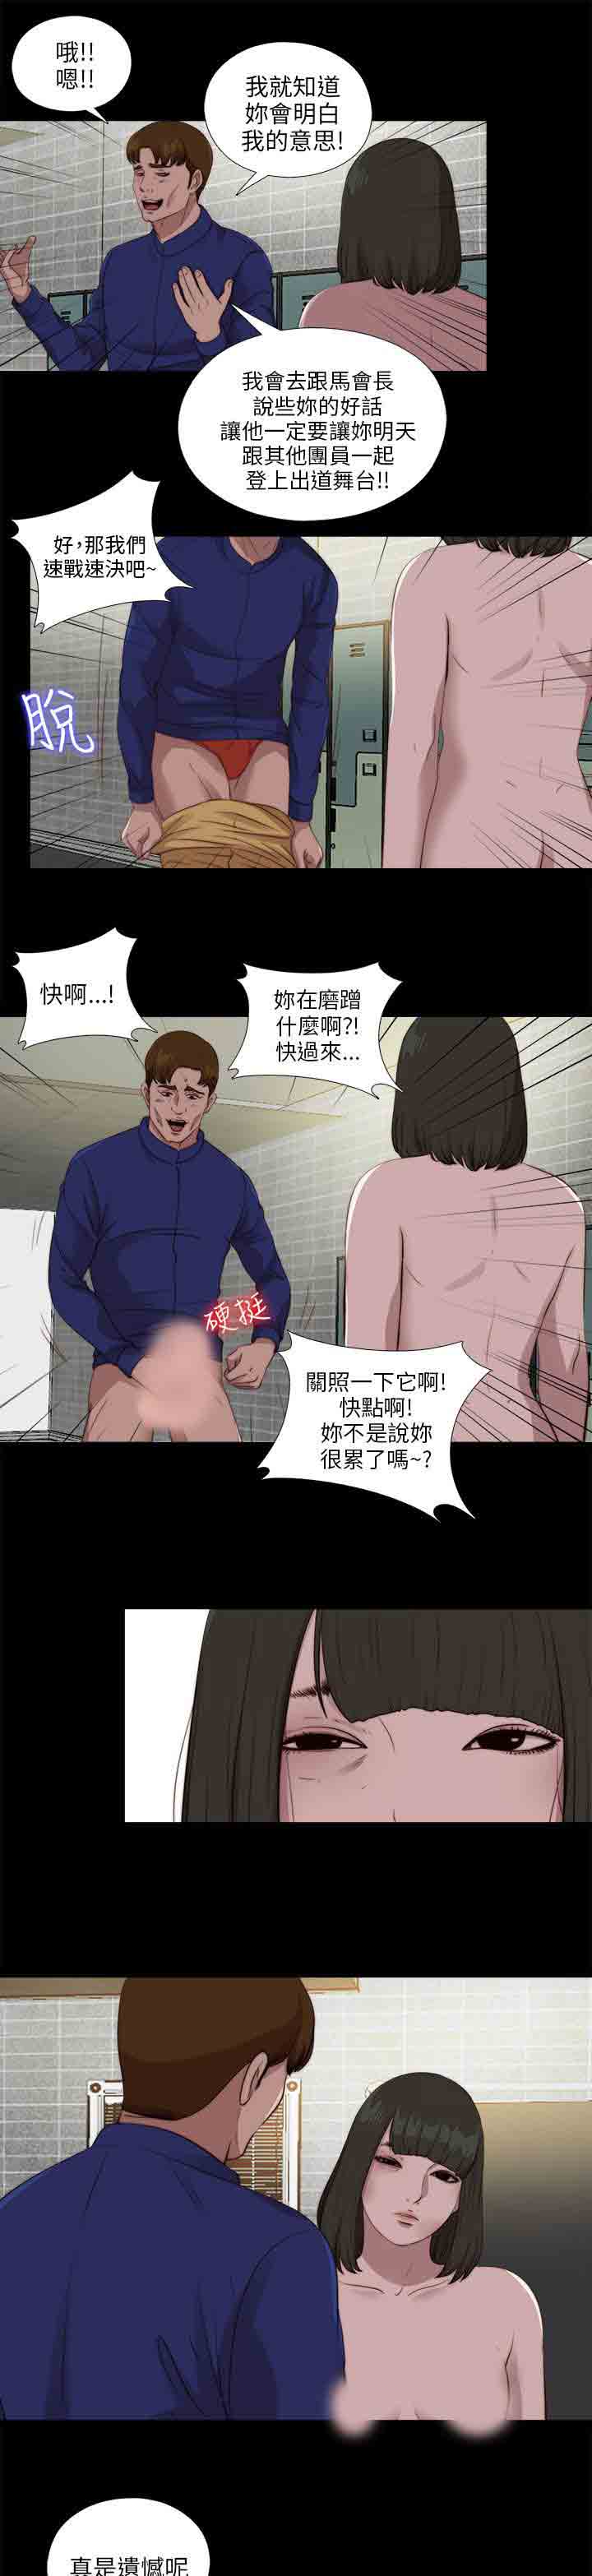 哦!!
嗯!!
我就知道
妳會明白
我的意思!
我會去跟馬會長
說些妳的好話
讓他一定要讓妳明天
跟其他團員一起
登上出道舞台!!
好，那我們
速戰速決吧~
脫
快啊...!
妳在磨蹭
什麼啊?!
快過來...
硬挺
關照一下它啊!
快點啊!
妳不是說妳
很累了嗎~?
真是遺憾呢